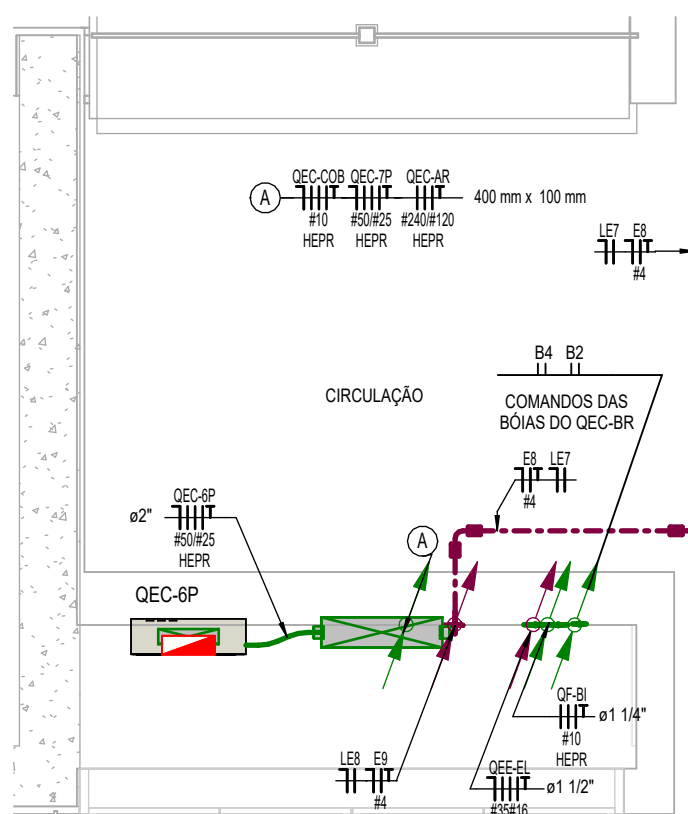 QEC-COB QEC-7P QEC-AR
A 400 mm x 100 mm
#10 #50/#25 #240/#120
HEPR HEPR HEPR
LE7 E8
#4
B4 B2
CIRCULAÇÃO
COMANDOS DAS
BÓIAS DO QEC-BR
E8 LE7
#4
QEC-6P
ø2"
#50/#25
HEPR
A
QEC-6P
QF-BI
ø1 1/4"
#10
HEPR
LE8 E9
#4
QEE-EL
ø1 1/2"
#35#16